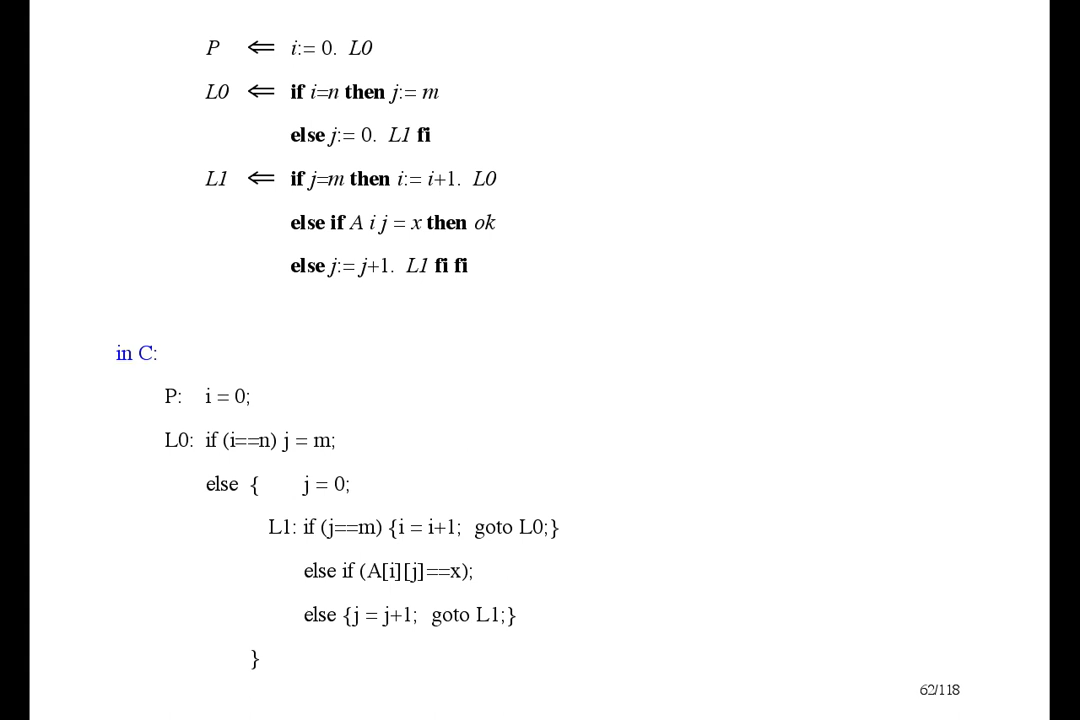 P ⇐ i:= 0. L0
L0 ⇐ if i=n then j:= m
else j:= 0. L1 fi
L1 ⇐ if j=m then i:= i+1. L0
else if A i j = x then ok
else j:= j+1. L1 fi fi
in C:
P: i = 0;
L0: if (i==n) j = m;
else { j = 0;
L1: if (j==m) {i = i+1; goto L0;}
else if (A[i][j]==x);
else {j = j+1; goto L1;}
}
62/118